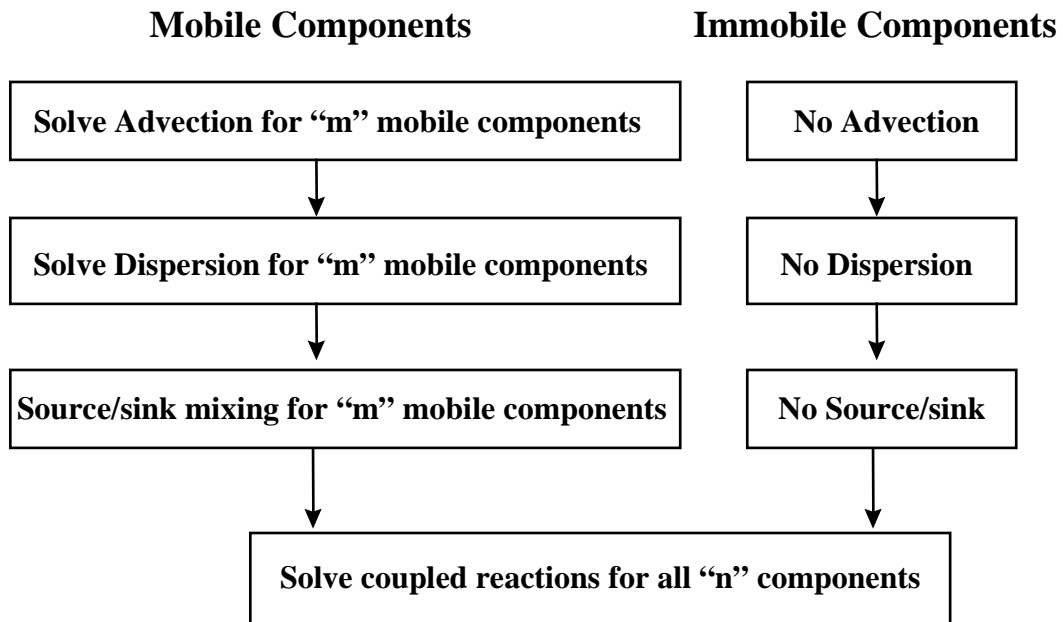 Mobile Components
Immobile Components
Solve Advection for “m” mobile components
No Advection
Solve Dispersion for “m” mobile components
No Dispersion
Source/sink mixing for “m” mobile components
No Source/sink
Solve coupled reactions for all “n” components